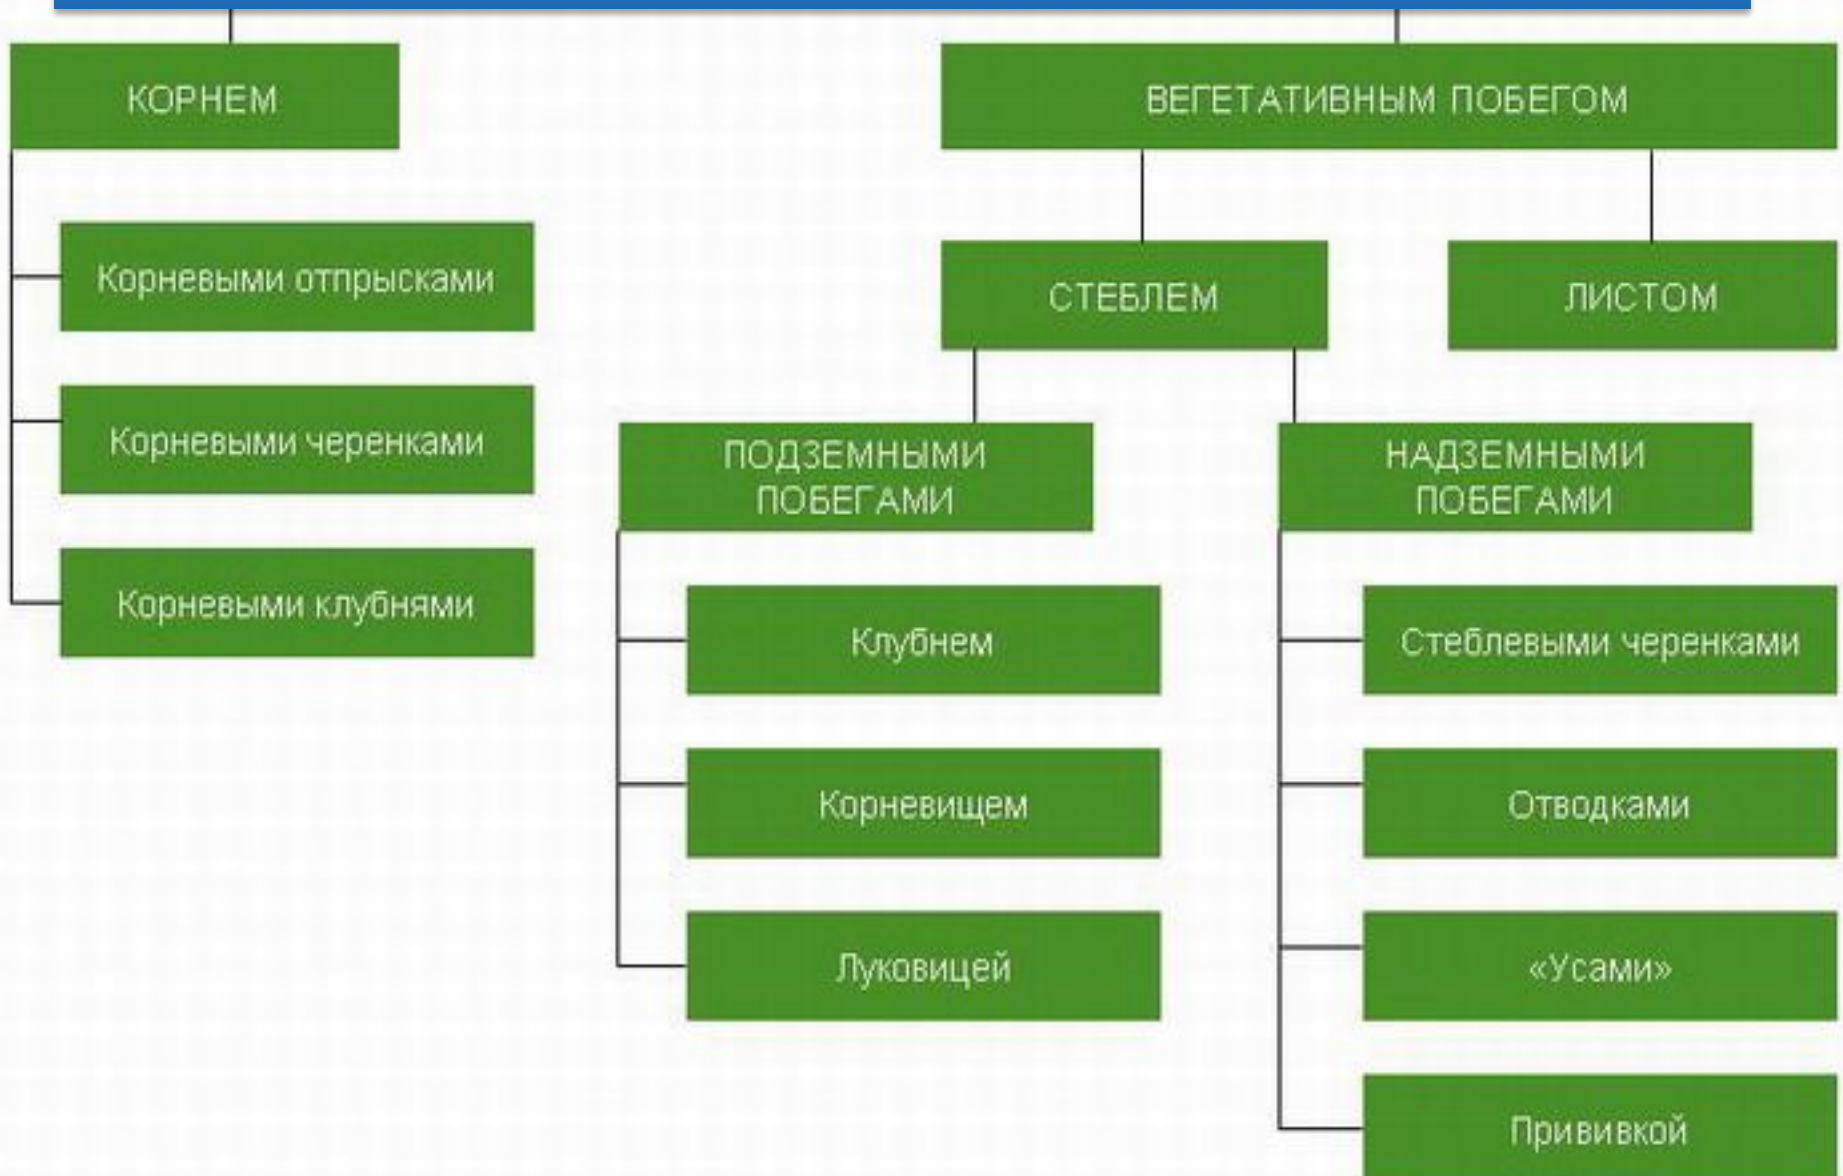 КОРНЕМ
Корневыми отпрысками
Корневыми черенками
Корневыми клубнями
ВЕГЕТАТИВНЫМ ПОБЕГОМ
СТЕБЛЕМ
ЛИСТОМ
ПОДЗЕМНЫМИ
ПОБЕГАМИ
Клубнем
Корневищем
Луковицей
НАДЗЕМНЫМИ
ПОБЕГАМИ
Стеблевыми черенками
Отводками
«Усами»
Прививкой